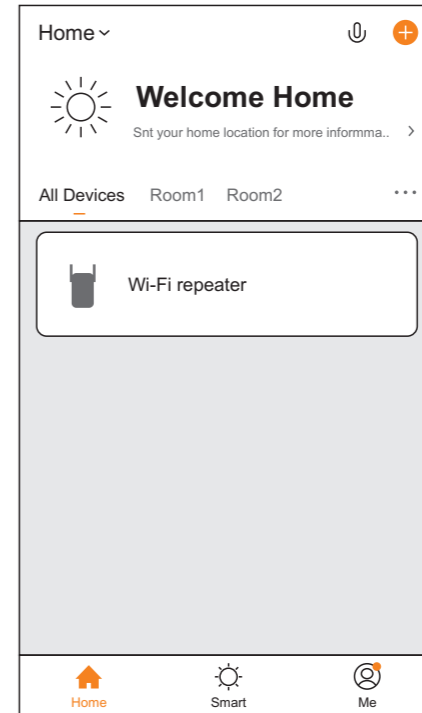 Home
Welcome Home
Snt your home location for more informma..
All Devices Room1 Room2 ...
Wi-Fi repeater
Home Smart Me